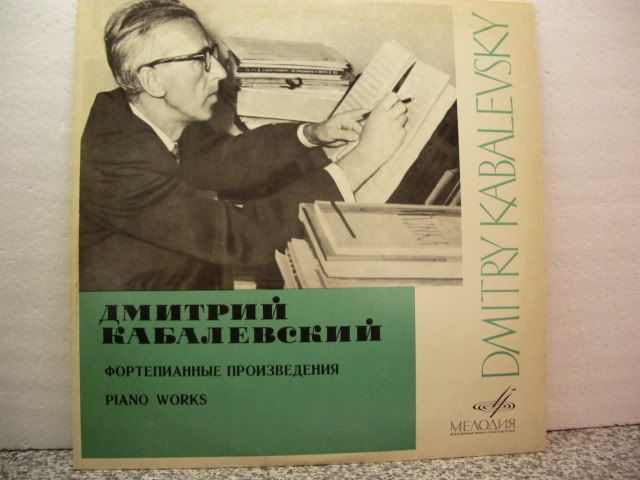 DMITRY KABALEVSKY
ДМИТРИЙ
КАБАЛЕВСКИЙ
ФОРТЕПИАННЫЕ ПРОИЗВЕДЕНИЯ
PIANO WORKS
МЕЛОДИЯ